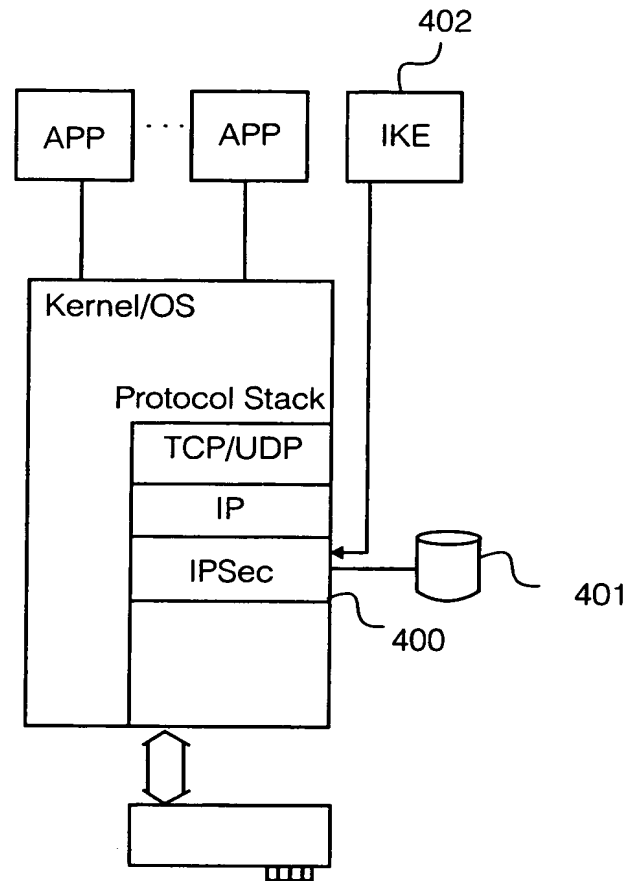 402
APP
. . .
APP
IKE
Kernel/OS
Protocol Stack
TCP/UDP
IP
IPSec
401
400